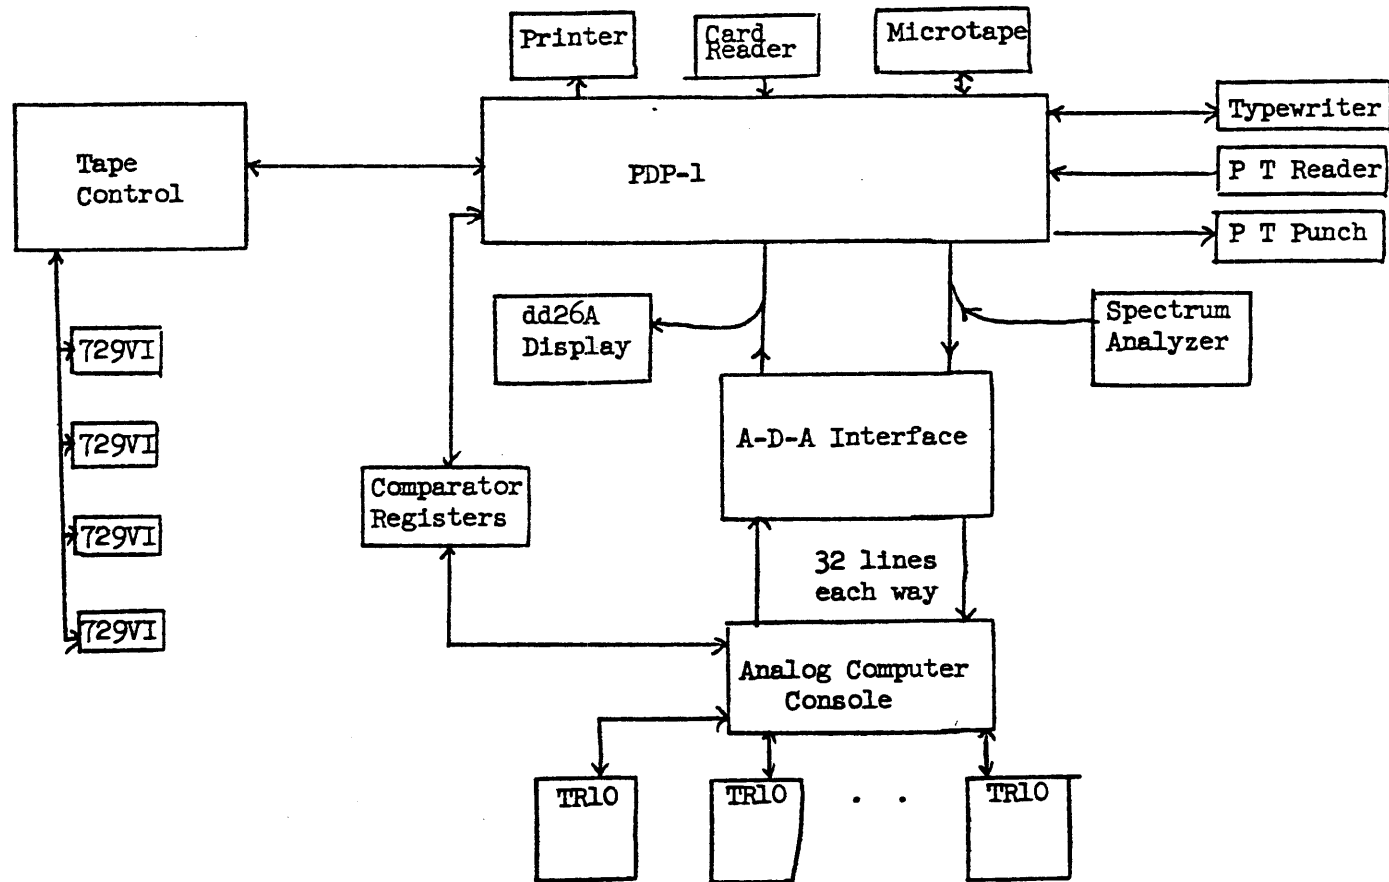 Printer
Card
Reader
Microtape
Tape
Control
PDP-1
Typewriter
P T Reader
P T Punch
dd26A
Display
Spectrum
Analyzer
729VI
729VI
729VI
729VI
A-D-A Interface
Comparator
Registers
32 lines
each way
Analog Computer
Console
TR10
TR10
. .
TR10